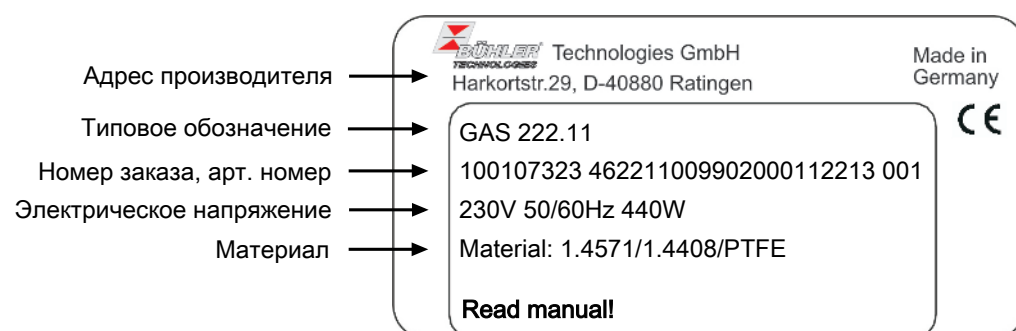 BÜHLER TECHNOLOGIES Technologies GmbH
Made in
Germany
Адрес производителя
Harkortstr.29, D-40880 Ratingen
Типовое обозначение
GAS 222.11
CE
Номер заказа, арт. номер
100107323 462211009902000112213 001
Электрическое напряжение
230V 50/60Hz 440W
Материал
Material: 1.4571/1.4408/PTFE
Read manual!